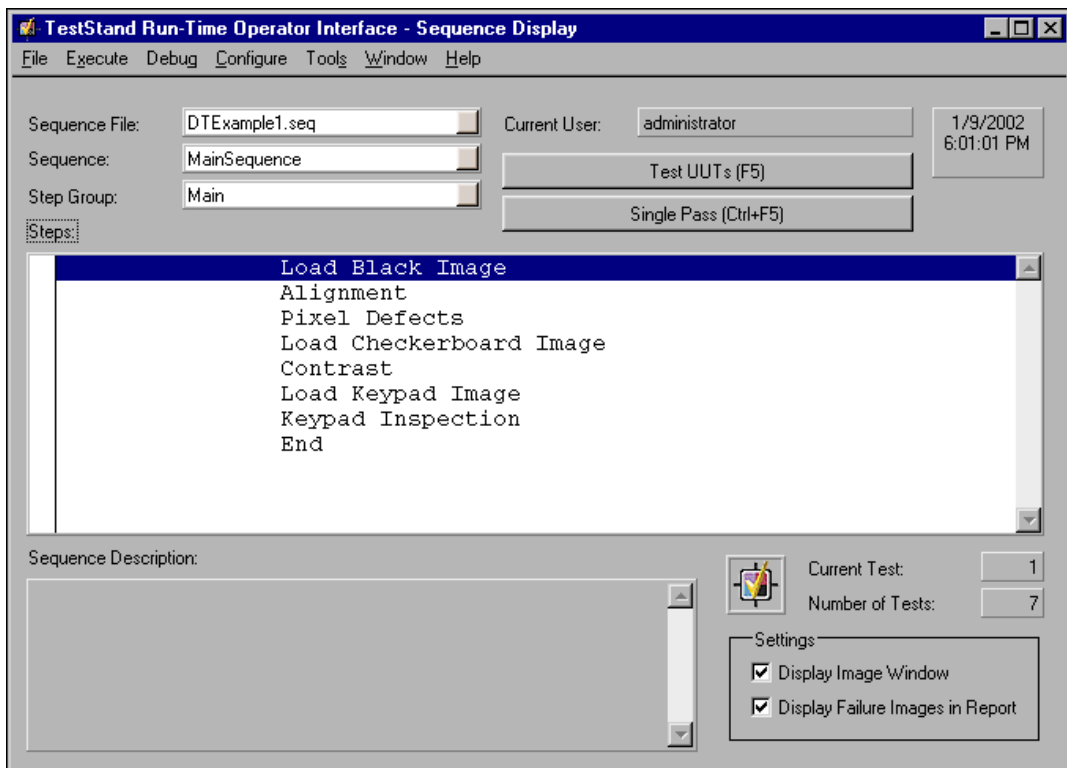 TestStand Run-Time Operator Interface - Sequence Display
File Execute Debug Configure Tools Window Help
Sequence File: DTExample1.seq Current User: administrator 1/9/2002
6:01:01 PM
Sequence: MainSequence Test UUTs (F5)
Step Group: Main Single Pass (Ctrl+F5)
Steps:
Load Black Image
Alignment
Pixel Defects
Load Checkerboard Image
Contrast
Load Keypad Image
Keypad Inspection
End
Sequence Description:
Current Test: 1
Number of Tests: 7
Settings
Display Image Window
Display Failure Images in Report